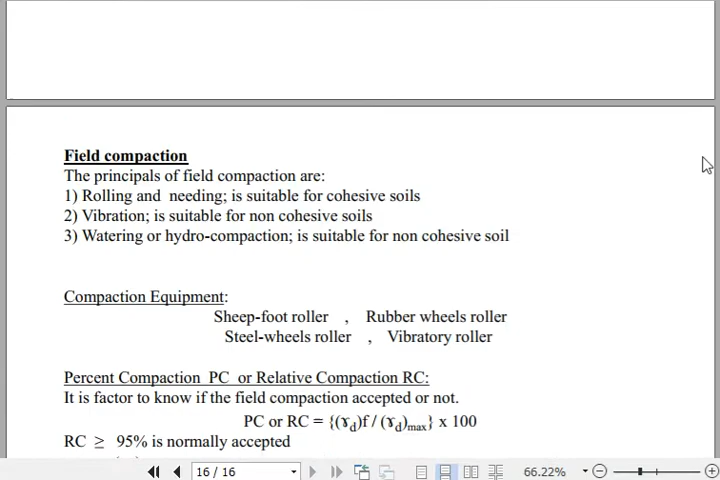 Field compaction
The principals of field compaction are:
1) Rolling and needing; is suitable for cohesive soils
2) Vibration; is suitable for non cohesive soils
3) Watering or hydro-compaction; is suitable for non cohesive soil
Compaction Equipment:
Sheep-foot roller , Rubber wheels roller
Steel-wheels roller , Vibratory roller
Percent Compaction PC or Relative Compaction RC:
It is factor to know if the field compaction accepted or not.
PC or RC = {(ɤd)f / (ɤd)max} x 100
RC ≥ 95% is normally accepted
16 / 16
66.22%